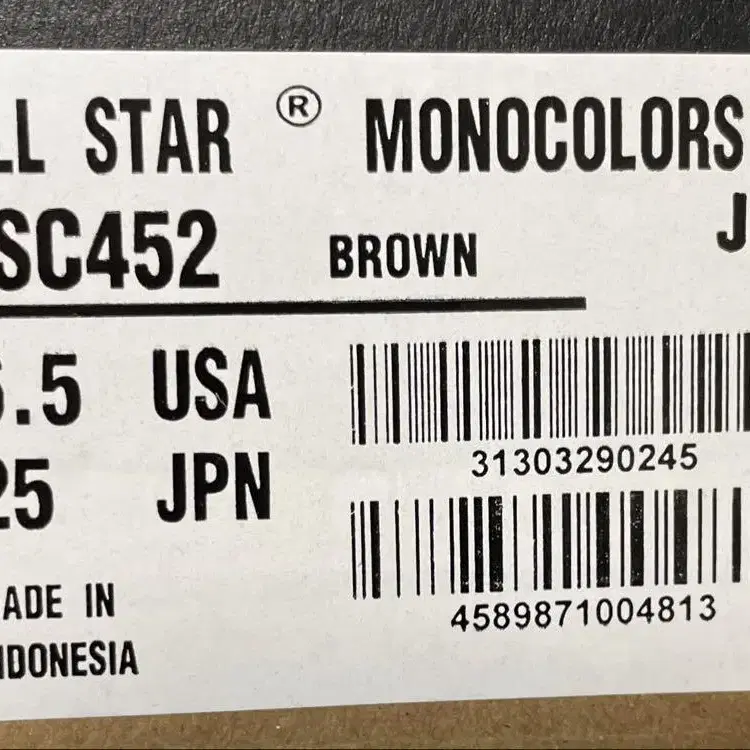 LL STAR ® MONOCOLORS
SC452 BROWN J
.5 USA
25 JPN
31303290245
4589871004813
ADE IN
NDONESIA